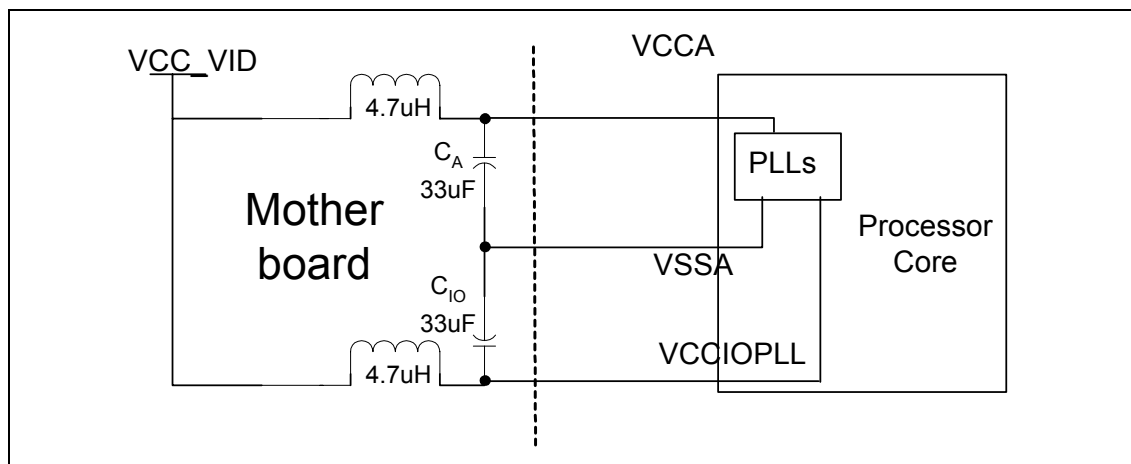 VCC_VID
VCCA
4.7uH
PLLs
C_A
33uF
Mother
board
Processor
Core
VSSA
C_IO
33uF
VCCIOPLL
4.7uH